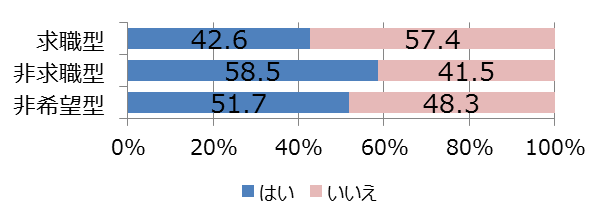 求職型 42.6 57.4
非求職型 58.5 41.5
非希望型 51.7 48.3
0% 20% 40% 60% 80% 100%
はい いいえ